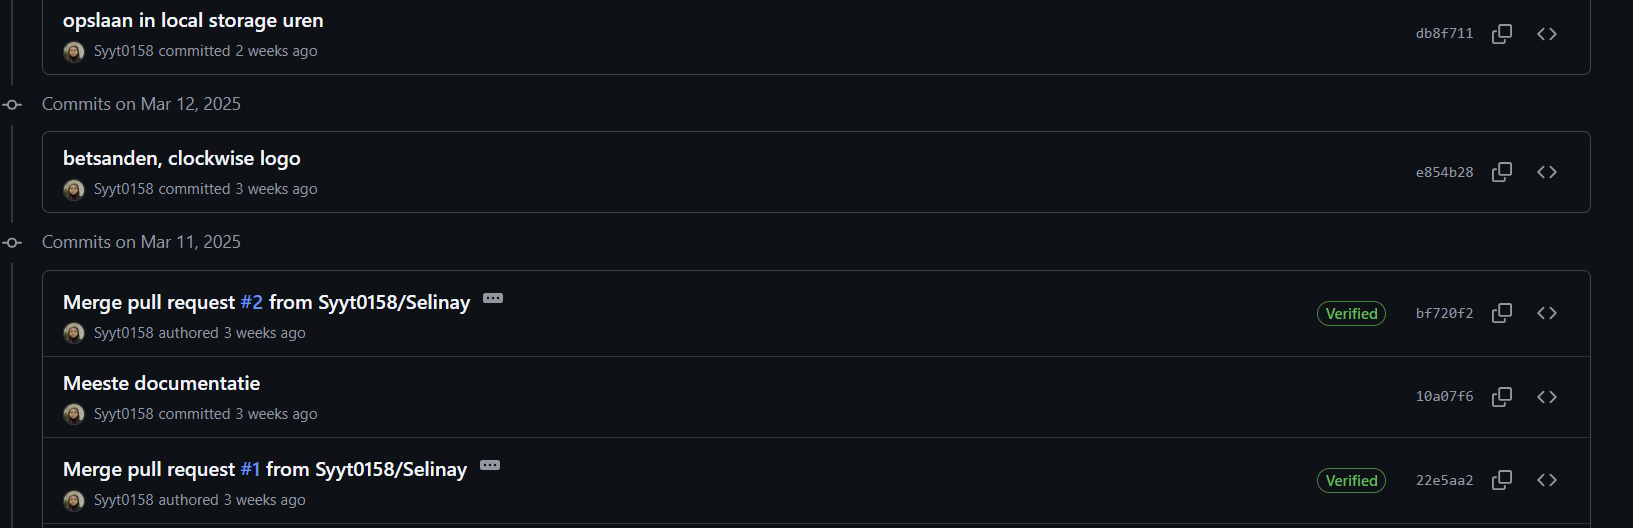 opslaan in local storage uren
Syyt0158 committed 2 weeks ago
db8f711
Commits on Mar 12, 2025
betsanden, clockwise logo
Syyt0158 committed 3 weeks ago
e854b28
Commits on Mar 11, 2025
Merge pull request #2 from Syyt0158/Selinay
Syyt0158 authored 3 weeks ago
Verified bf720f2
Meeste documentatie
Syyt0158 committed 3 weeks ago
10a07f6
Merge pull request #1 from Syyt0158/Selinay
Syyt0158 authored 3 weeks ago
Verified 22e5aa2